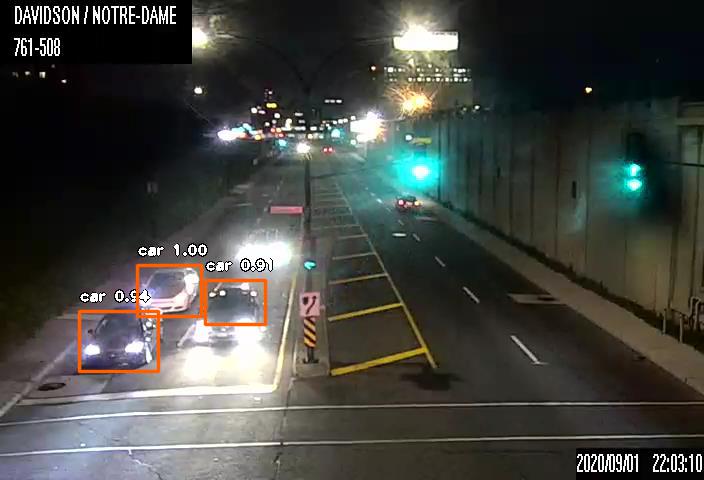 DAVIDSON / NOTRE-DAME
761-508
car 1.00
car 0.91
car 0.94
2020/09/01 22:03:10